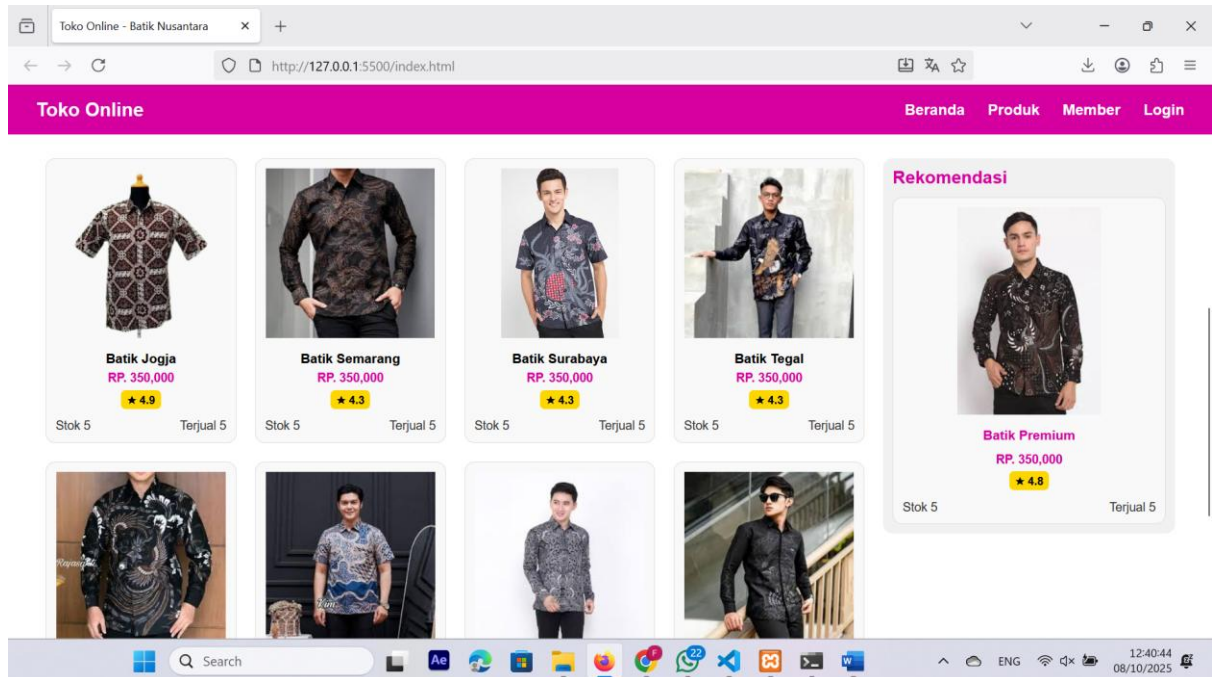 Toko Online - Batik Nusantara
http://127.0.0.1:5500/index.html
Toko Online
Beranda Produk Member Login
Batik Jogja
RP. 350,000
★ 4.9
Stok 5 Terjual 5
Batik Semarang
RP. 350,000
★ 4.3
Stok 5 Terjual 5
Batik Surabaya
RP. 350,000
★ 4.3
Stok 5 Terjual 5
Batik Tegal
RP. 350,000
★ 4.3
Stok 5 Terjual 5
Rekomendasi
Batik Premium
RP. 350,000
★ 4.8
Stok 5 Terjual 5
Kim
Search
Ae
F
22
W
ENG
12:40:44
08/10/2025